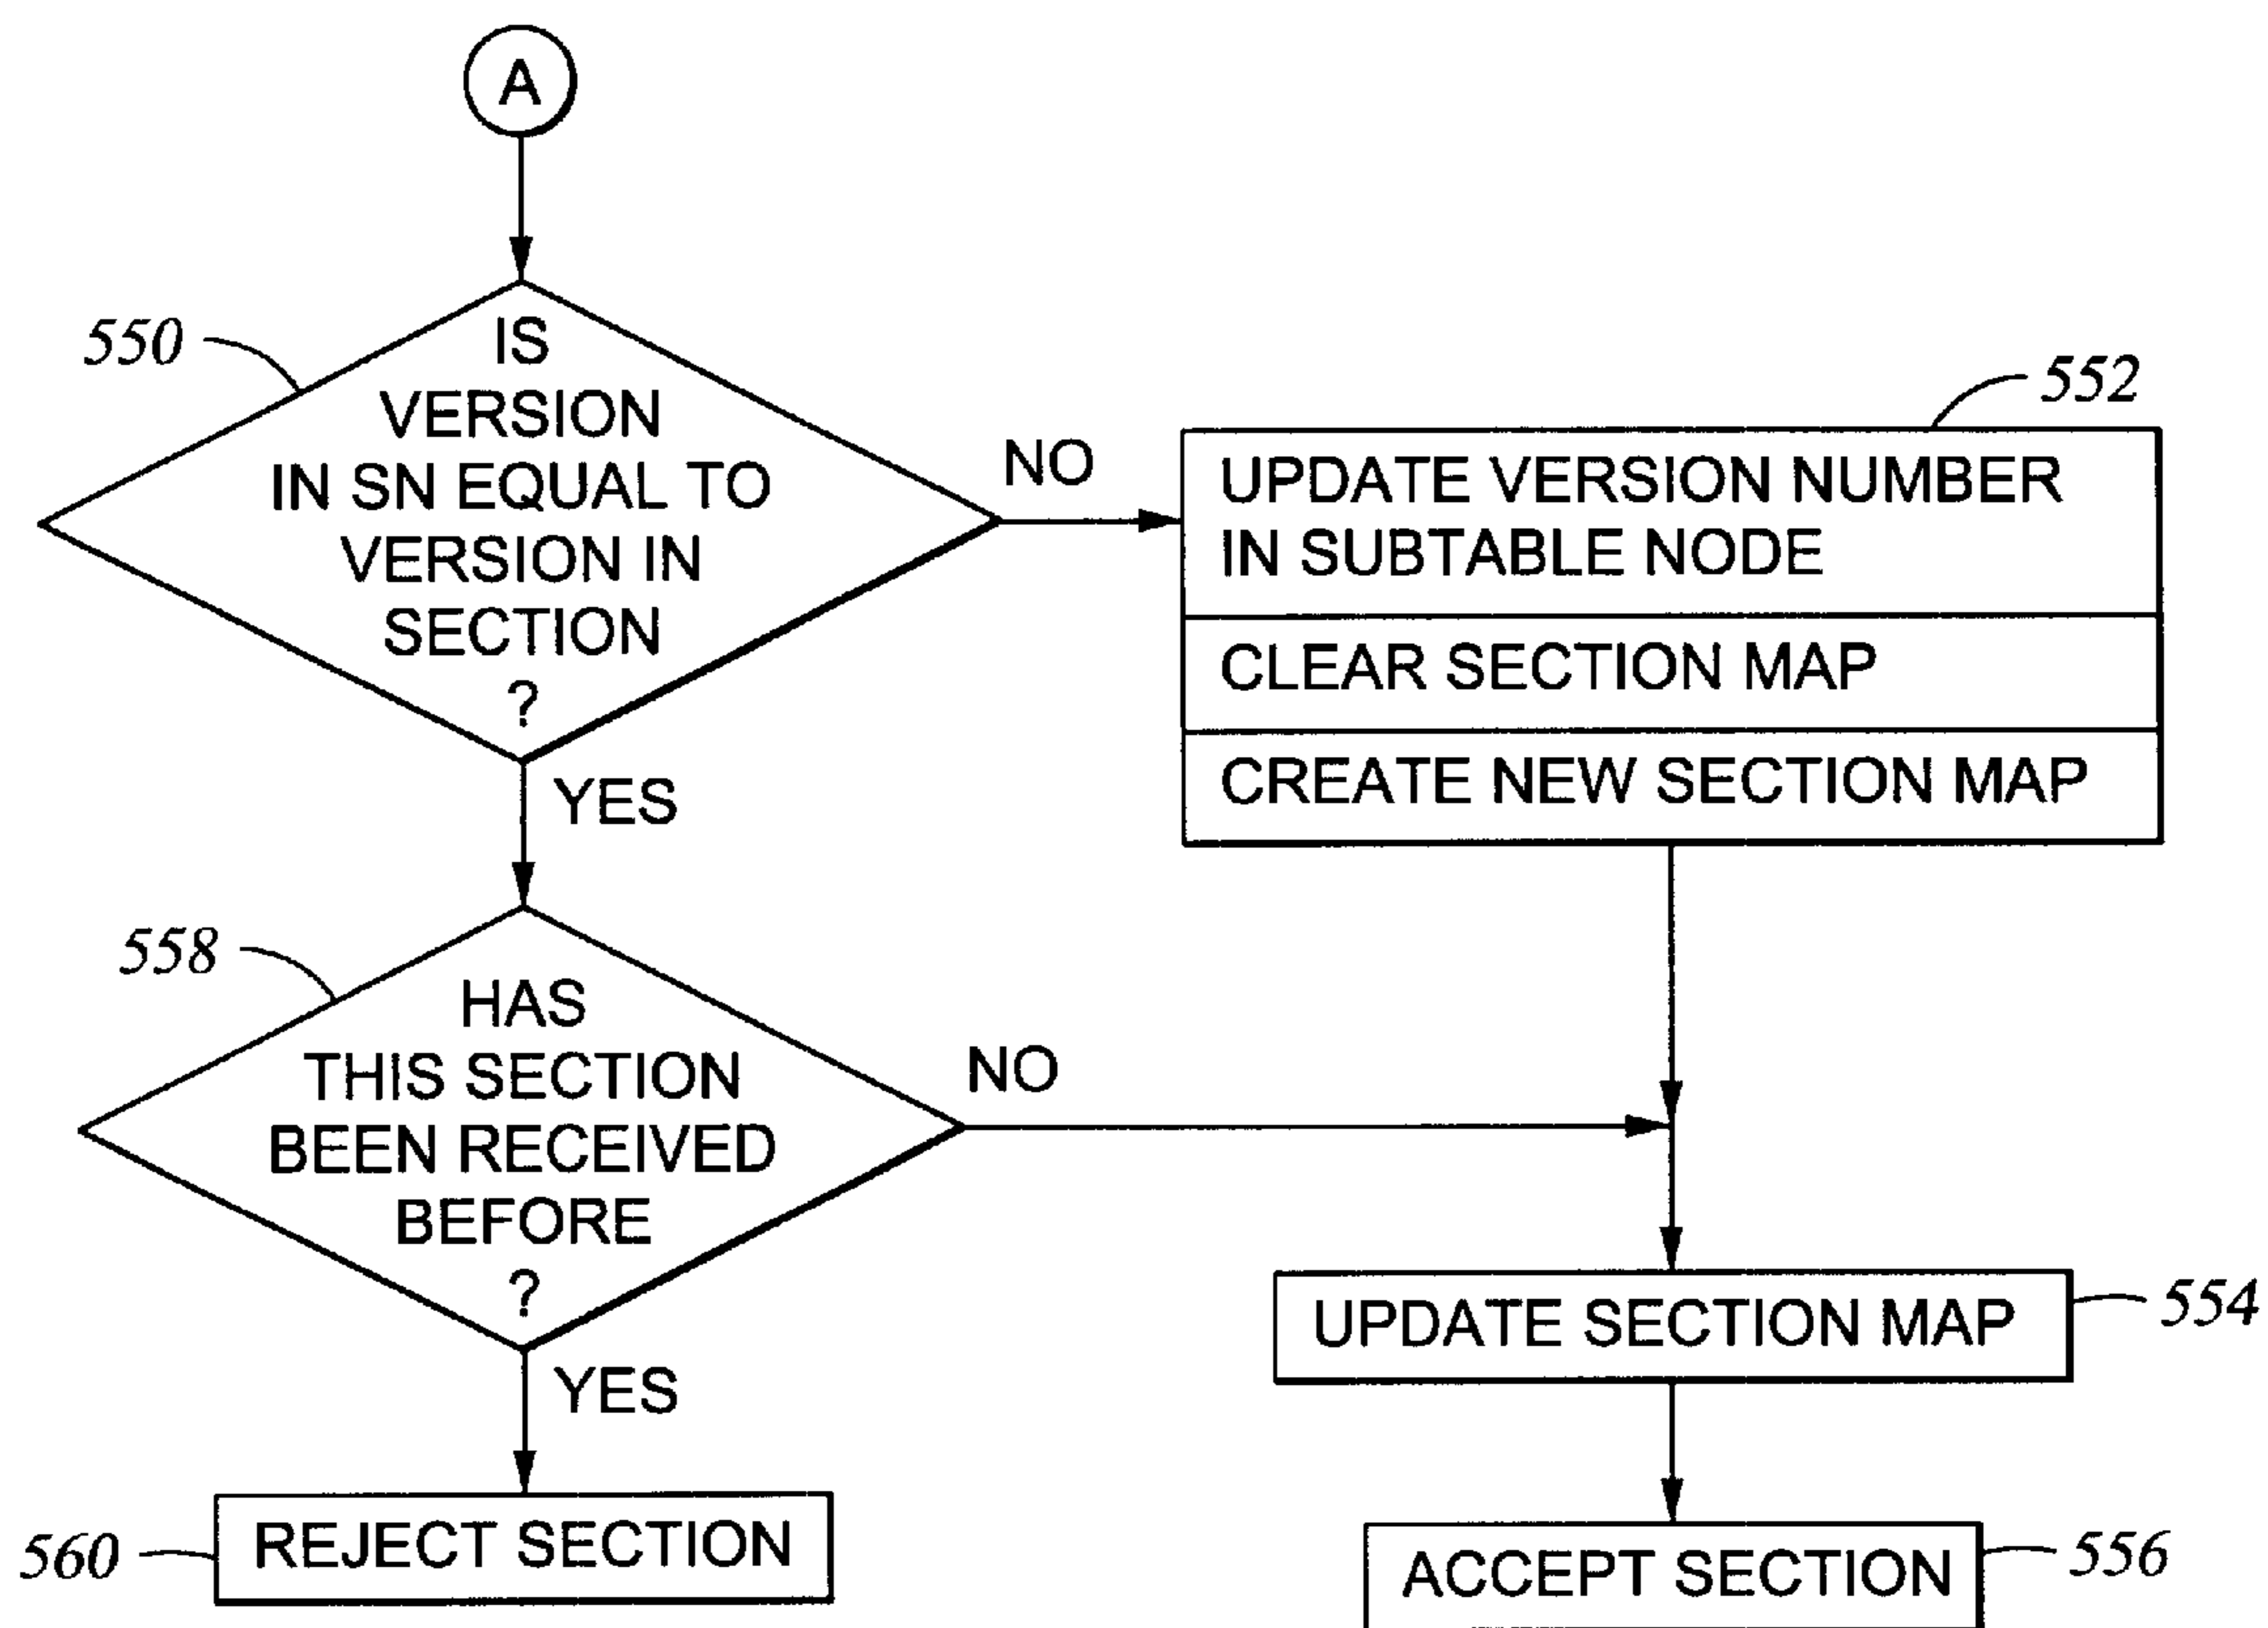 A
550
IS
VERSION
IN SN EQUAL TO
VERSION IN
SECTION
?
NO
552
UPDATE VERSION NUMBER
IN SUBTABLE NODE
CLEAR SECTION MAP
CREATE NEW SECTION MAP
YES
558
HAS
THIS SECTION
BEEN RECEIVED
BEFORE
?
NO
UPDATE SECTION MAP
554
YES
560
REJECT SECTION
ACCEPT SECTION
556